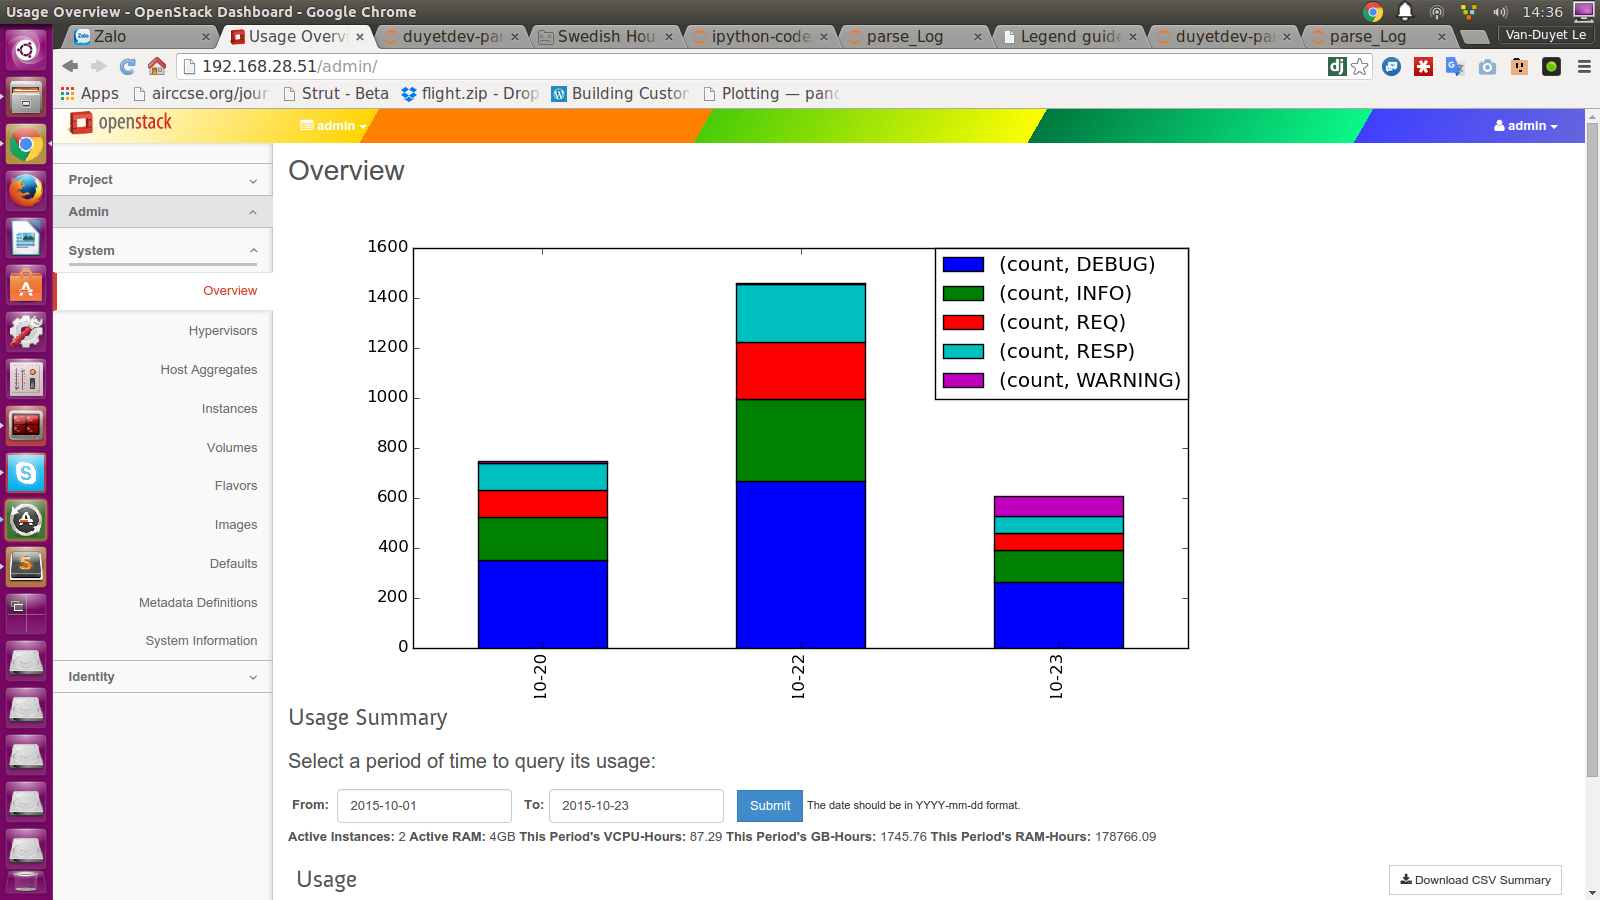 Usage Overview - OpenStack Dashboard - Google Chrome
14:36
Zalo
Usage Overv
duyetdev-par
Swedish Hou
ipython-code
parse_Log
Legend guide
duyetdev-par
parse_Log
Van-Duyet Le
192.168.28.51/admin/
dj
Apps
airccse.org/jour
Strut - Beta
flight.zip - Drop
Building Custom
Plotting — pand
openstack
admin
admin
Project
Admin
System
Overview
Hypervisors
Host Aggregates
Instances
Volumes
Flavors
Images
Defaults
Metadata Definitions
System Information
Identity
Overview
1600
1400
1200
1000
800
600
400
200
0
(count, DEBUG)
(count, INFO)
(count, REQ)
(count, RESP)
(count, WARNING)
10-20
10-22
10-23
Usage Summary
Select a period of time to query its usage:
From: 2015-10-01 To: 2015-10-23 Submit The date should be in YYYY-mm-dd format.
Active Instances: 2 Active RAM: 4GB This Period's VCPU-Hours: 87.29 This Period's GB-Hours: 1745.76 This Period's RAM-Hours: 178766.09
Usage
Download CSV Summary